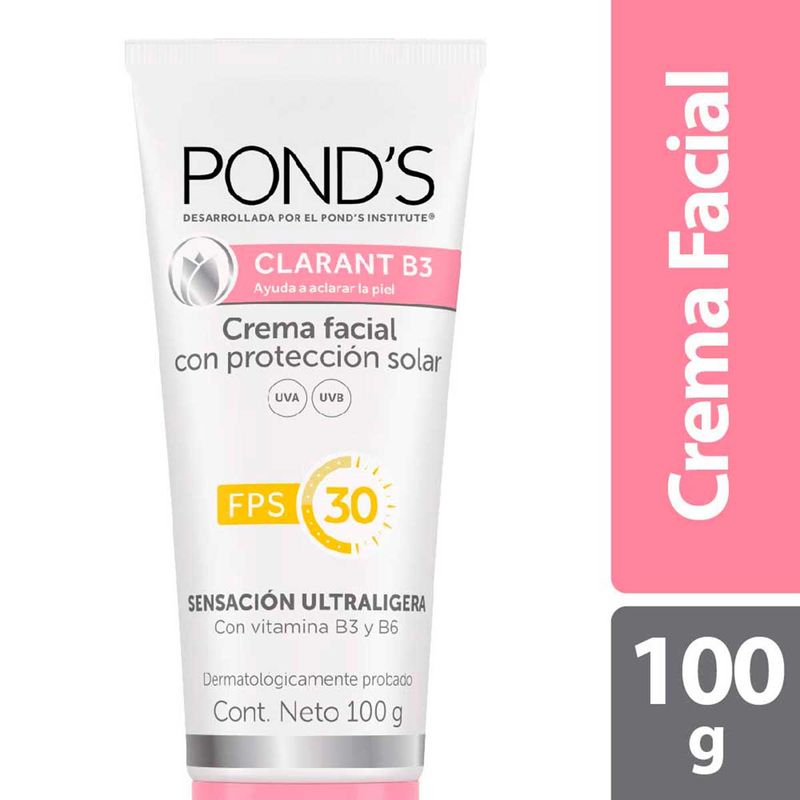 POND'S
DESARROLLADA POR EL POND'S INSTITUTE®
CLARANT B3
Ayuda a aclarar la piel
Crema facial
con protección solar
UVA UVB
FPS 30
SENSACIÓN ULTRALIGERA
Con vitamina B3 y B6
Dermatológicamente probado
Cont. Neto 100 g
Crema Facial
100
g